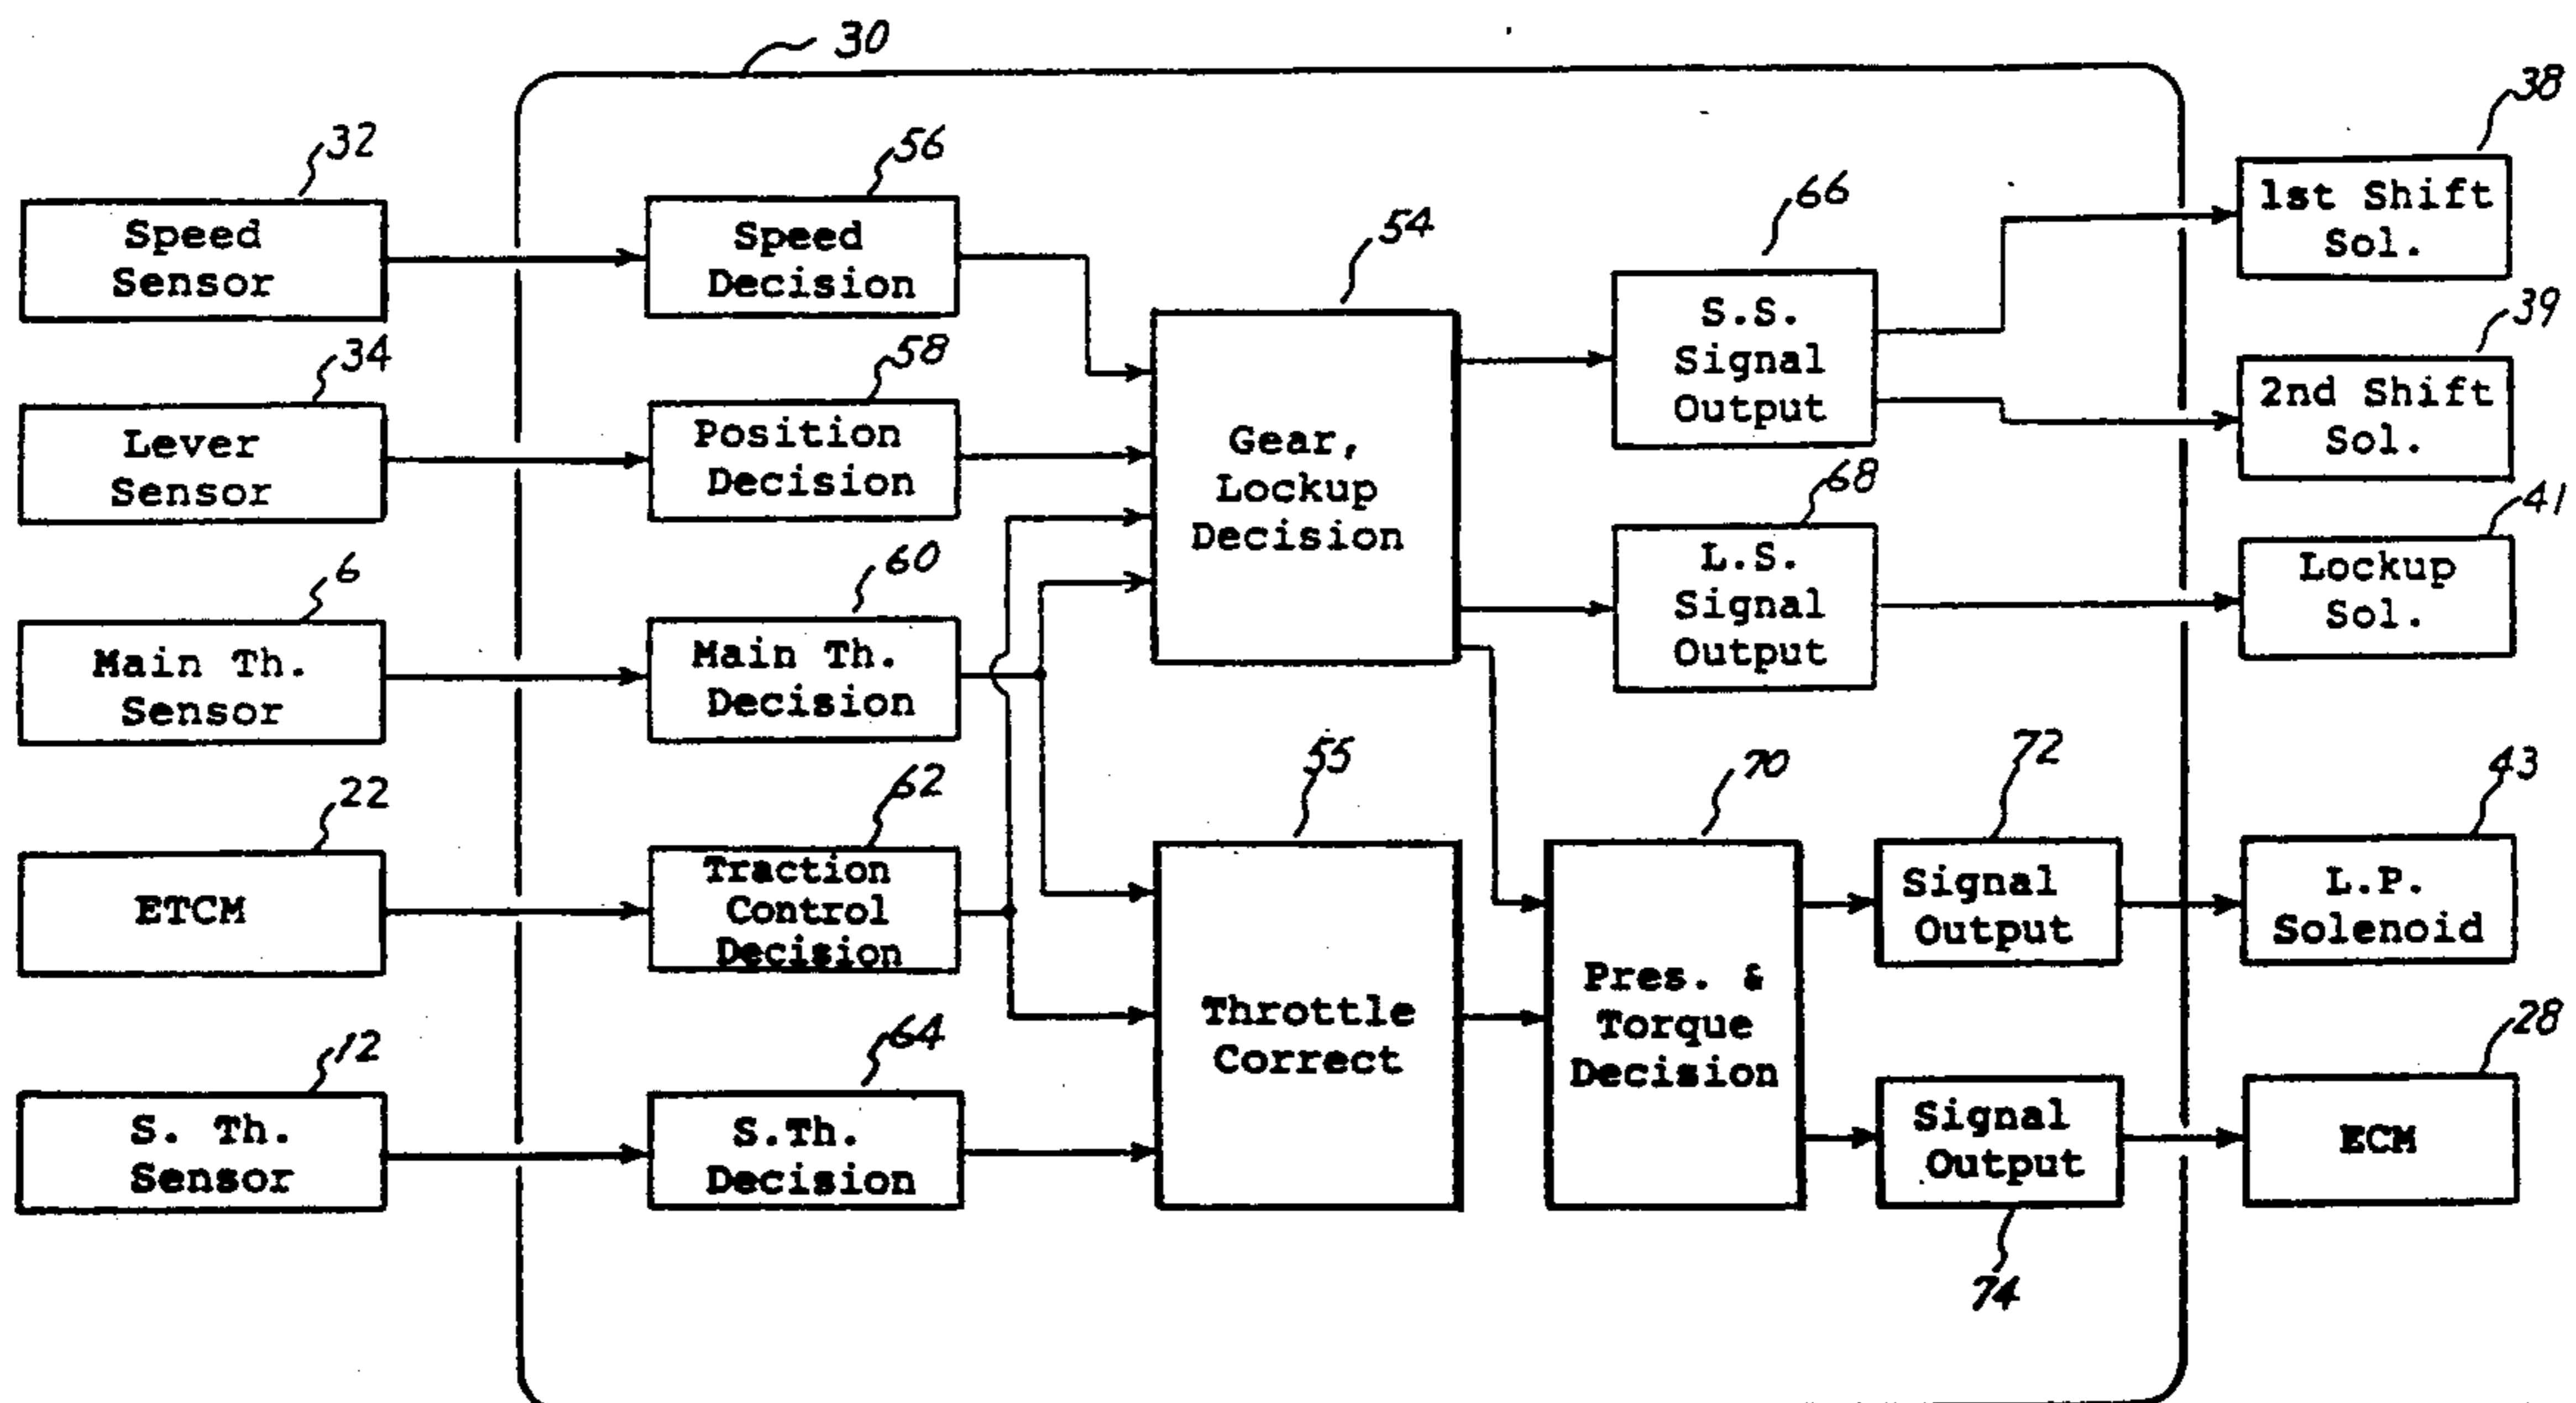 30
32
Speed
Sensor
56
Speed
Decision
54
66
S.S.
Signal
Output
38
1st Shift
Sol.
34
Lever
Sensor
58
Position
Decision
Gear,
Lockup
Decision
39
2nd Shift
Sol.
6
Main Th.
Sensor
60
Main Th.
Decision
68
L.S.
Signal
Output
41
Lockup
Sol.
22
ETCM
62
Traction
Control
Decision
55
Throttle
Correct
70
Pres. &
Torque
Decision
72
Signal
Output
43
L.P.
Solenoid
12
S. Th.
Sensor
64
S.Th.
Decision
Signal
Output
74
28
ECM